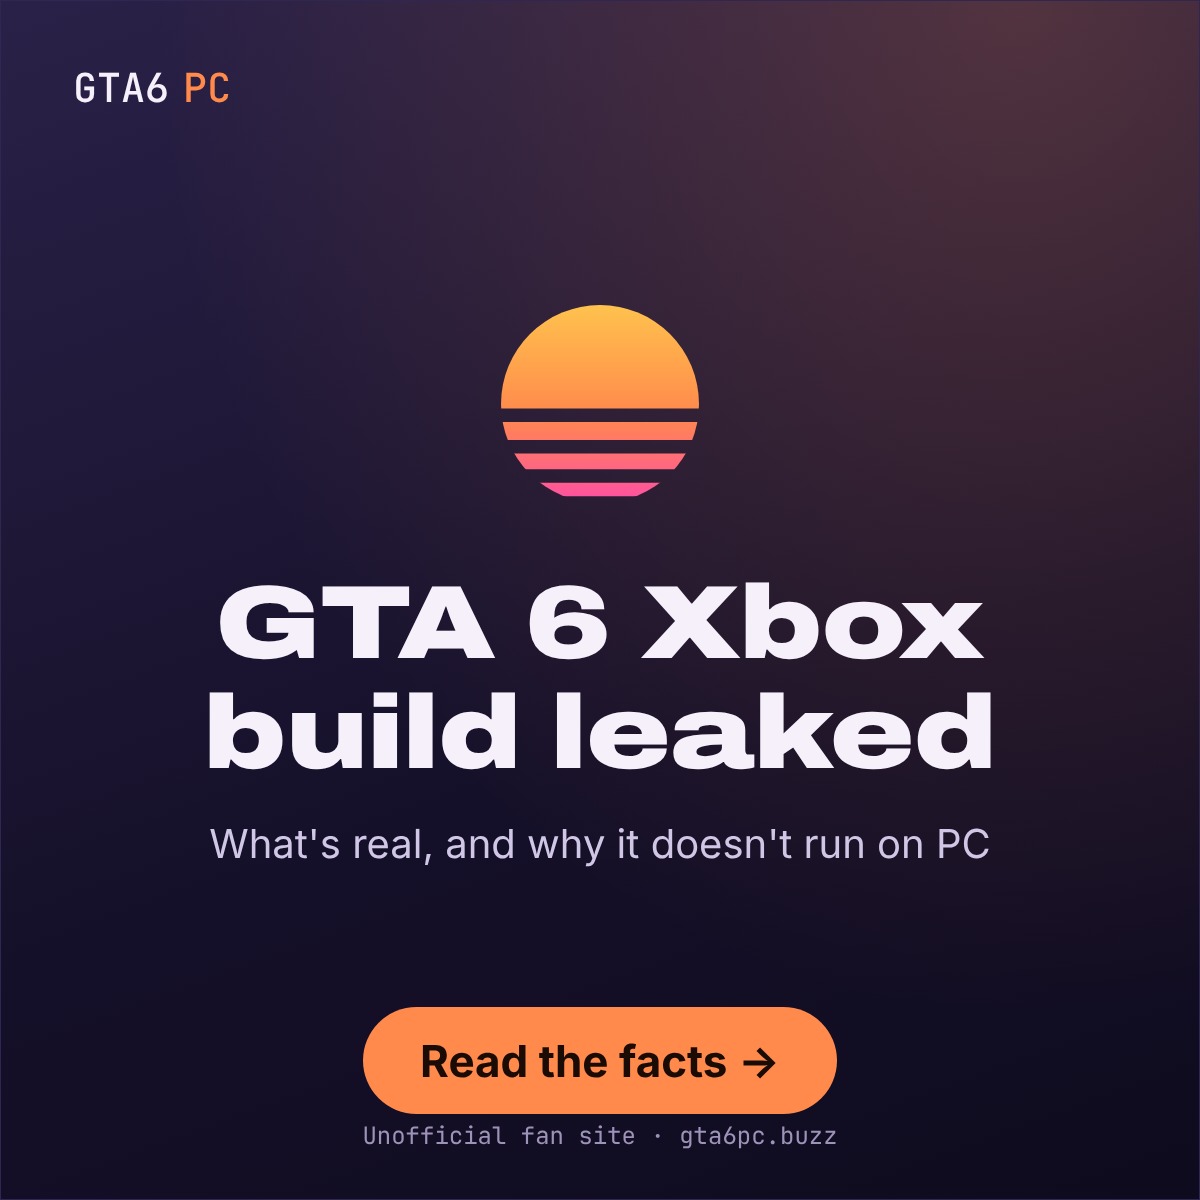 GTA6 PC
GTA 6 Xbox
build leaked
What's real, and why it doesn't run on PC
Read the facts →
Unofficial fan site · gta6pc.buzz